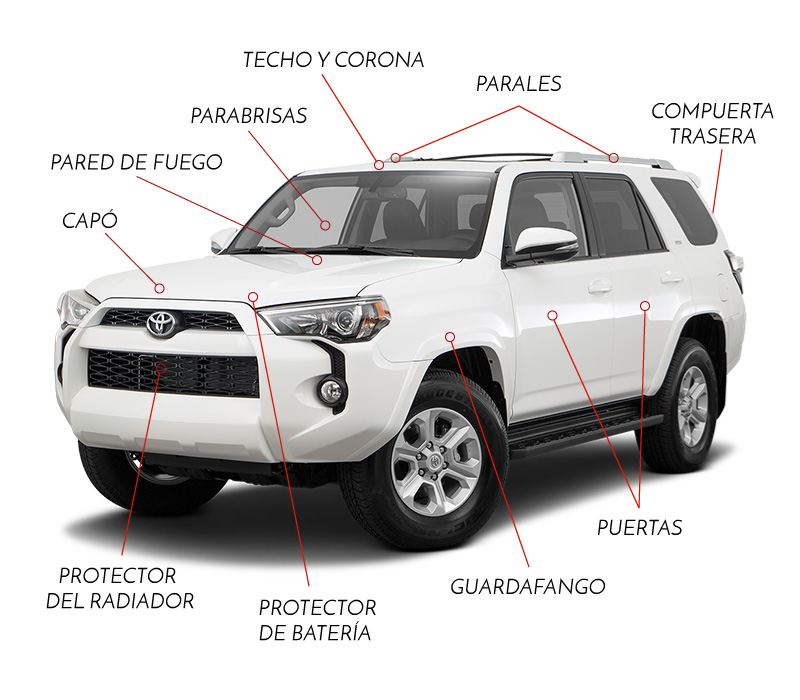 TECHO Y CORONA
PARALES
COMPUERTA
TRASERA
PARABRISAS
PARED DE FUEGO
CAPÓ
PUERTAS
PROTECTOR
DEL RADIADOR
GUARDAFANGO
PROTECTOR
DE BATERÍA